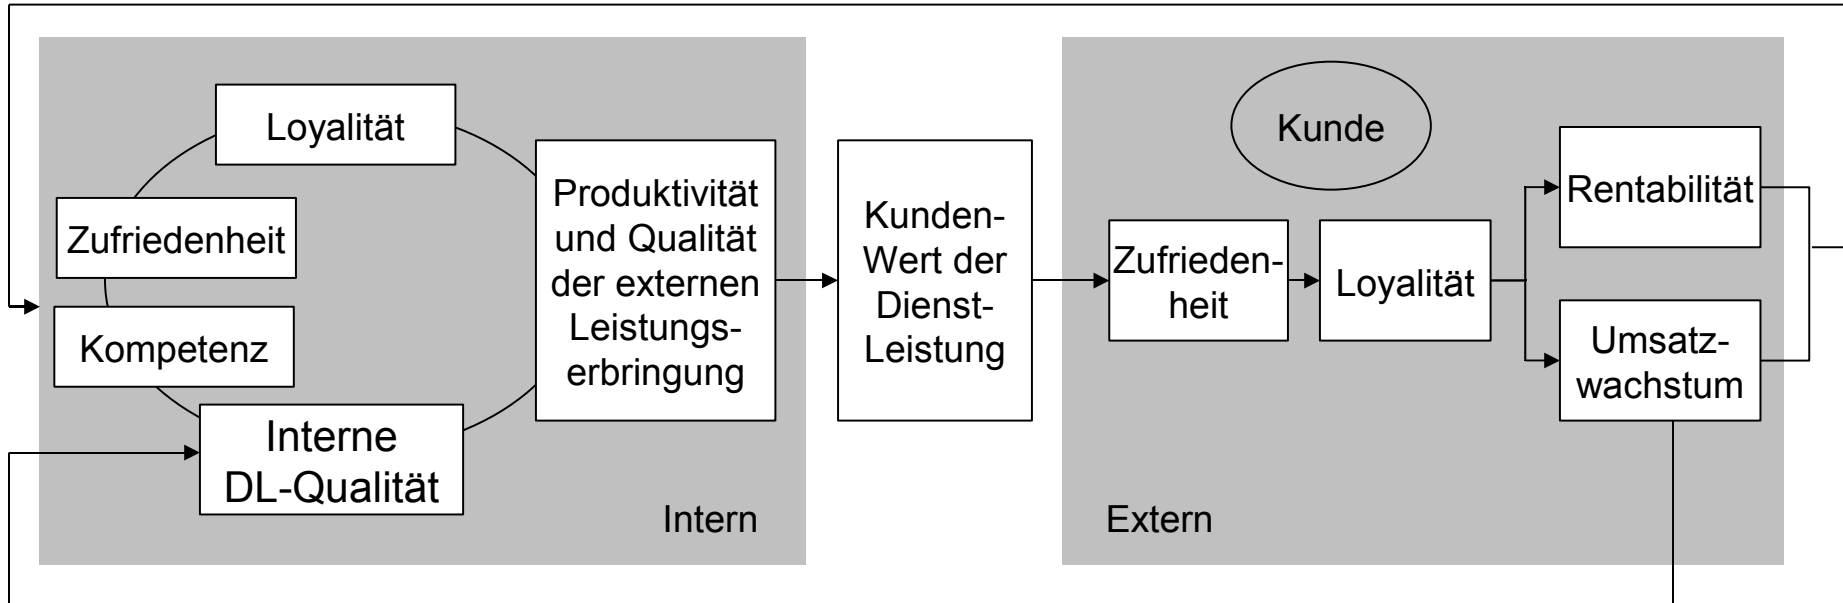 Loyalität
Zufriedenheit
Kompetenz
Interne
DL-Qualität
Produktivität
und Qualität
der externen
Leistungs-
erbringung
Intern
Kunden-
Wert der
Dienst-
Leistung
Kunde
Zufrieden-
heit
Loyalität
Rentabilität
Umsatz-
wachstum
Extern